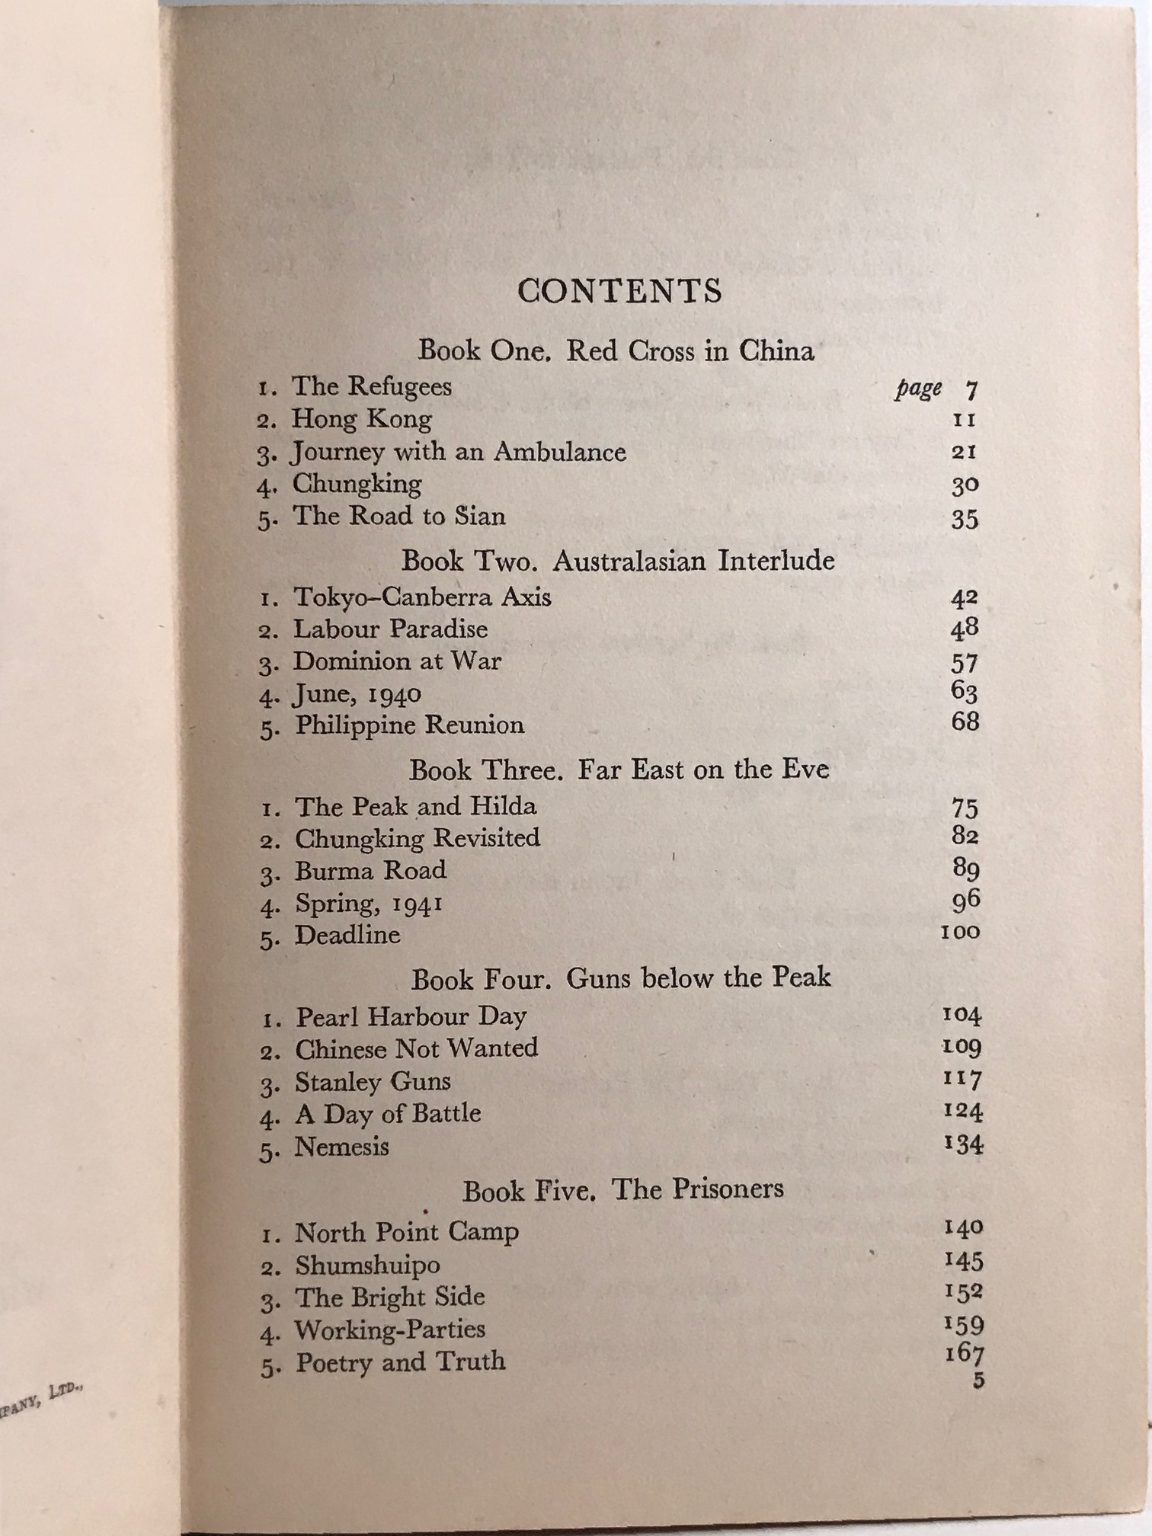 CONTENTS
Book One. Red Cross in China
1. The Refugees page 7
2. Hong Kong 11
3. Journey with an Ambulance 21
4. Chungking 30
5. The Road to Sian 35
Book Two. Australasian Interlude
1. Tokyo–Canberra Axis 42
2. Labour Paradise 48
3. Dominion at War 57
4. June, 1940 63
5. Philippine Reunion 68
Book Three. Far East on the Eve
1. The Peak and Hilda 75
2. Chungking Revisited 82
3. Burma Road 89
4. Spring, 1941 96
5. Deadline 100
Book Four. Guns below the Peak
1. Pearl Harbour Day 104
2. Chinese Not Wanted 109
3. Stanley Guns 117
4. A Day of Battle 124
5. Nemesis 134
Book Five. The Prisoners
1. North Point Camp 140
2. Shumshuipo 145
3. The Bright Side 152
4. Working-Parties 159
5. Poetry and Truth 167
5
LTD.,